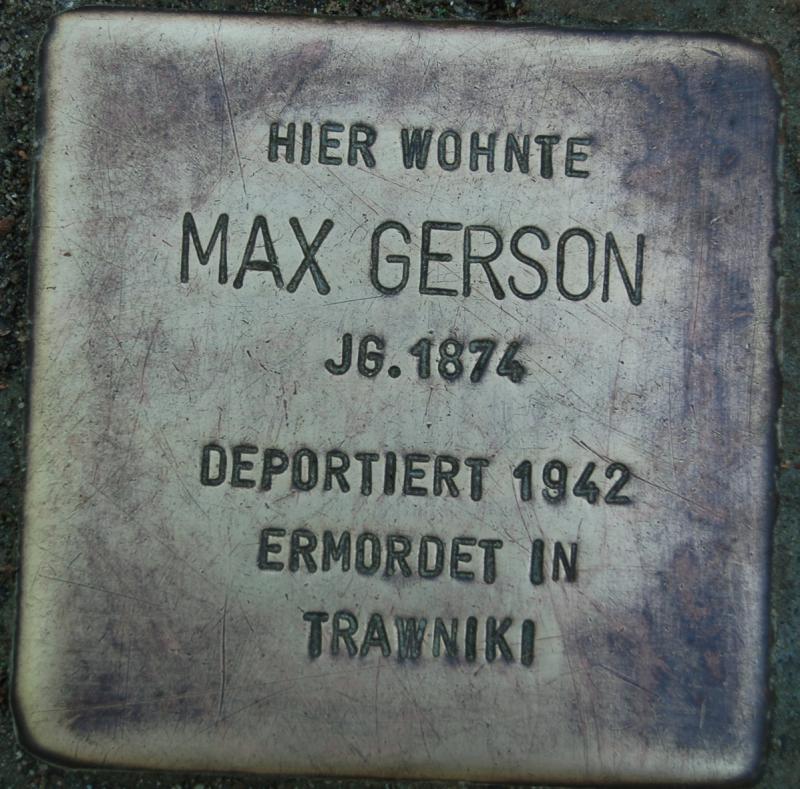 HIER WOHNTE
MAX GERSON
JG. 1874
DEPORTIERT 1942
ERMORDET IN
TRAWNIKI